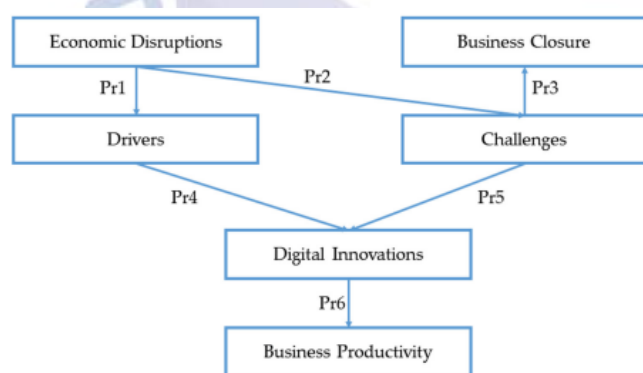 Economic Disruptions
Business Closure
Pr1
Pr2
Pr3
Drivers
Challenges
Pr4
Pr5
Digital Innovations
Pr6
Business Productivity